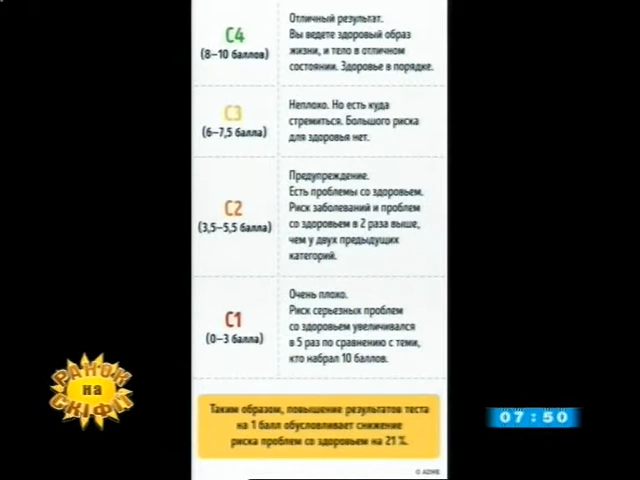 C4
(8–10 баллов)
Отличный результат.
Вы ведете здоровый образ
жизни, и тело в отличном
состоянии. Здоровье в порядке.
C3
(6–7,5 балла)
Неплохо. Но есть куда
стремиться. Большого риска
для здоровья нет.
C2
(3,5–5,5 балла)
Предупреждение.
Есть проблемы со здоровьем.
Риск заболеваний и проблем
со здоровьем в 2 раза выше,
чем у двух предыдущих
категорий.
C1
(0–3 балла)
Очень плохо.
Риск серьезных проблем
со здоровьем увеличивался
в 5 раз по сравнению с теми,
кто набрал 10 баллов.
Таким образом, повышение результатов теста
на 1 балл обусловливает снижение
риска проблем со здоровьем на 21 %.
© ADME
РАНОК
на
СКІФІЇ
07:50